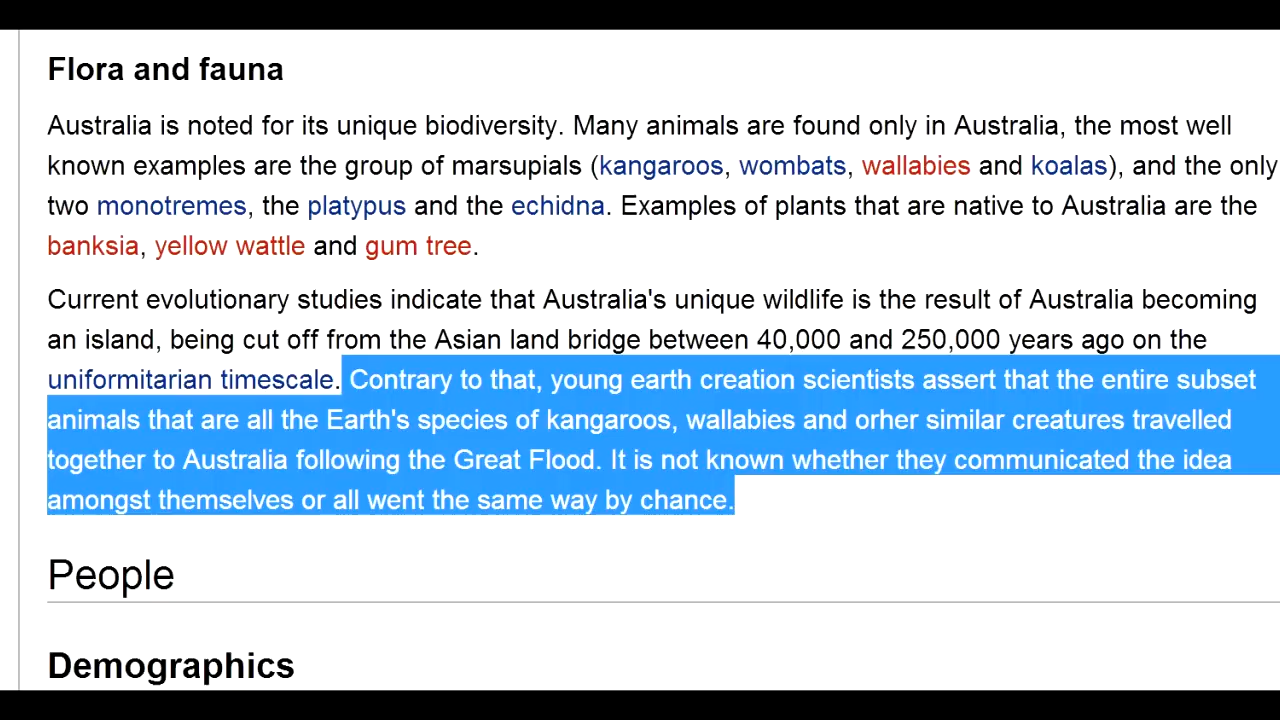 Flora and fauna
Australia is noted for its unique biodiversity. Many animals are found only in Australia, the most well
known examples are the group of marsupials (kangaroos, wombats, wallabies and koalas), and the only
two monotremes, the platypus and the echidna. Examples of plants that are native to Australia are the
banksia, yellow wattle and gum tree.
Current evolutionary studies indicate that Australia's unique wildlife is the result of Australia becoming
an island, being cut off from the Asian land bridge between 40,000 and 250,000 years ago on the
uniformitarian timescale. Contrary to that, young earth creation scientists assert that the entire subset
animals that are all the Earth's species of kangaroos, wallabies and orher similar creatures travelled
together to Australia following the Great Flood. It is not known whether they communicated the idea
amongst themselves or all went the same way by chance.
People
Demographics